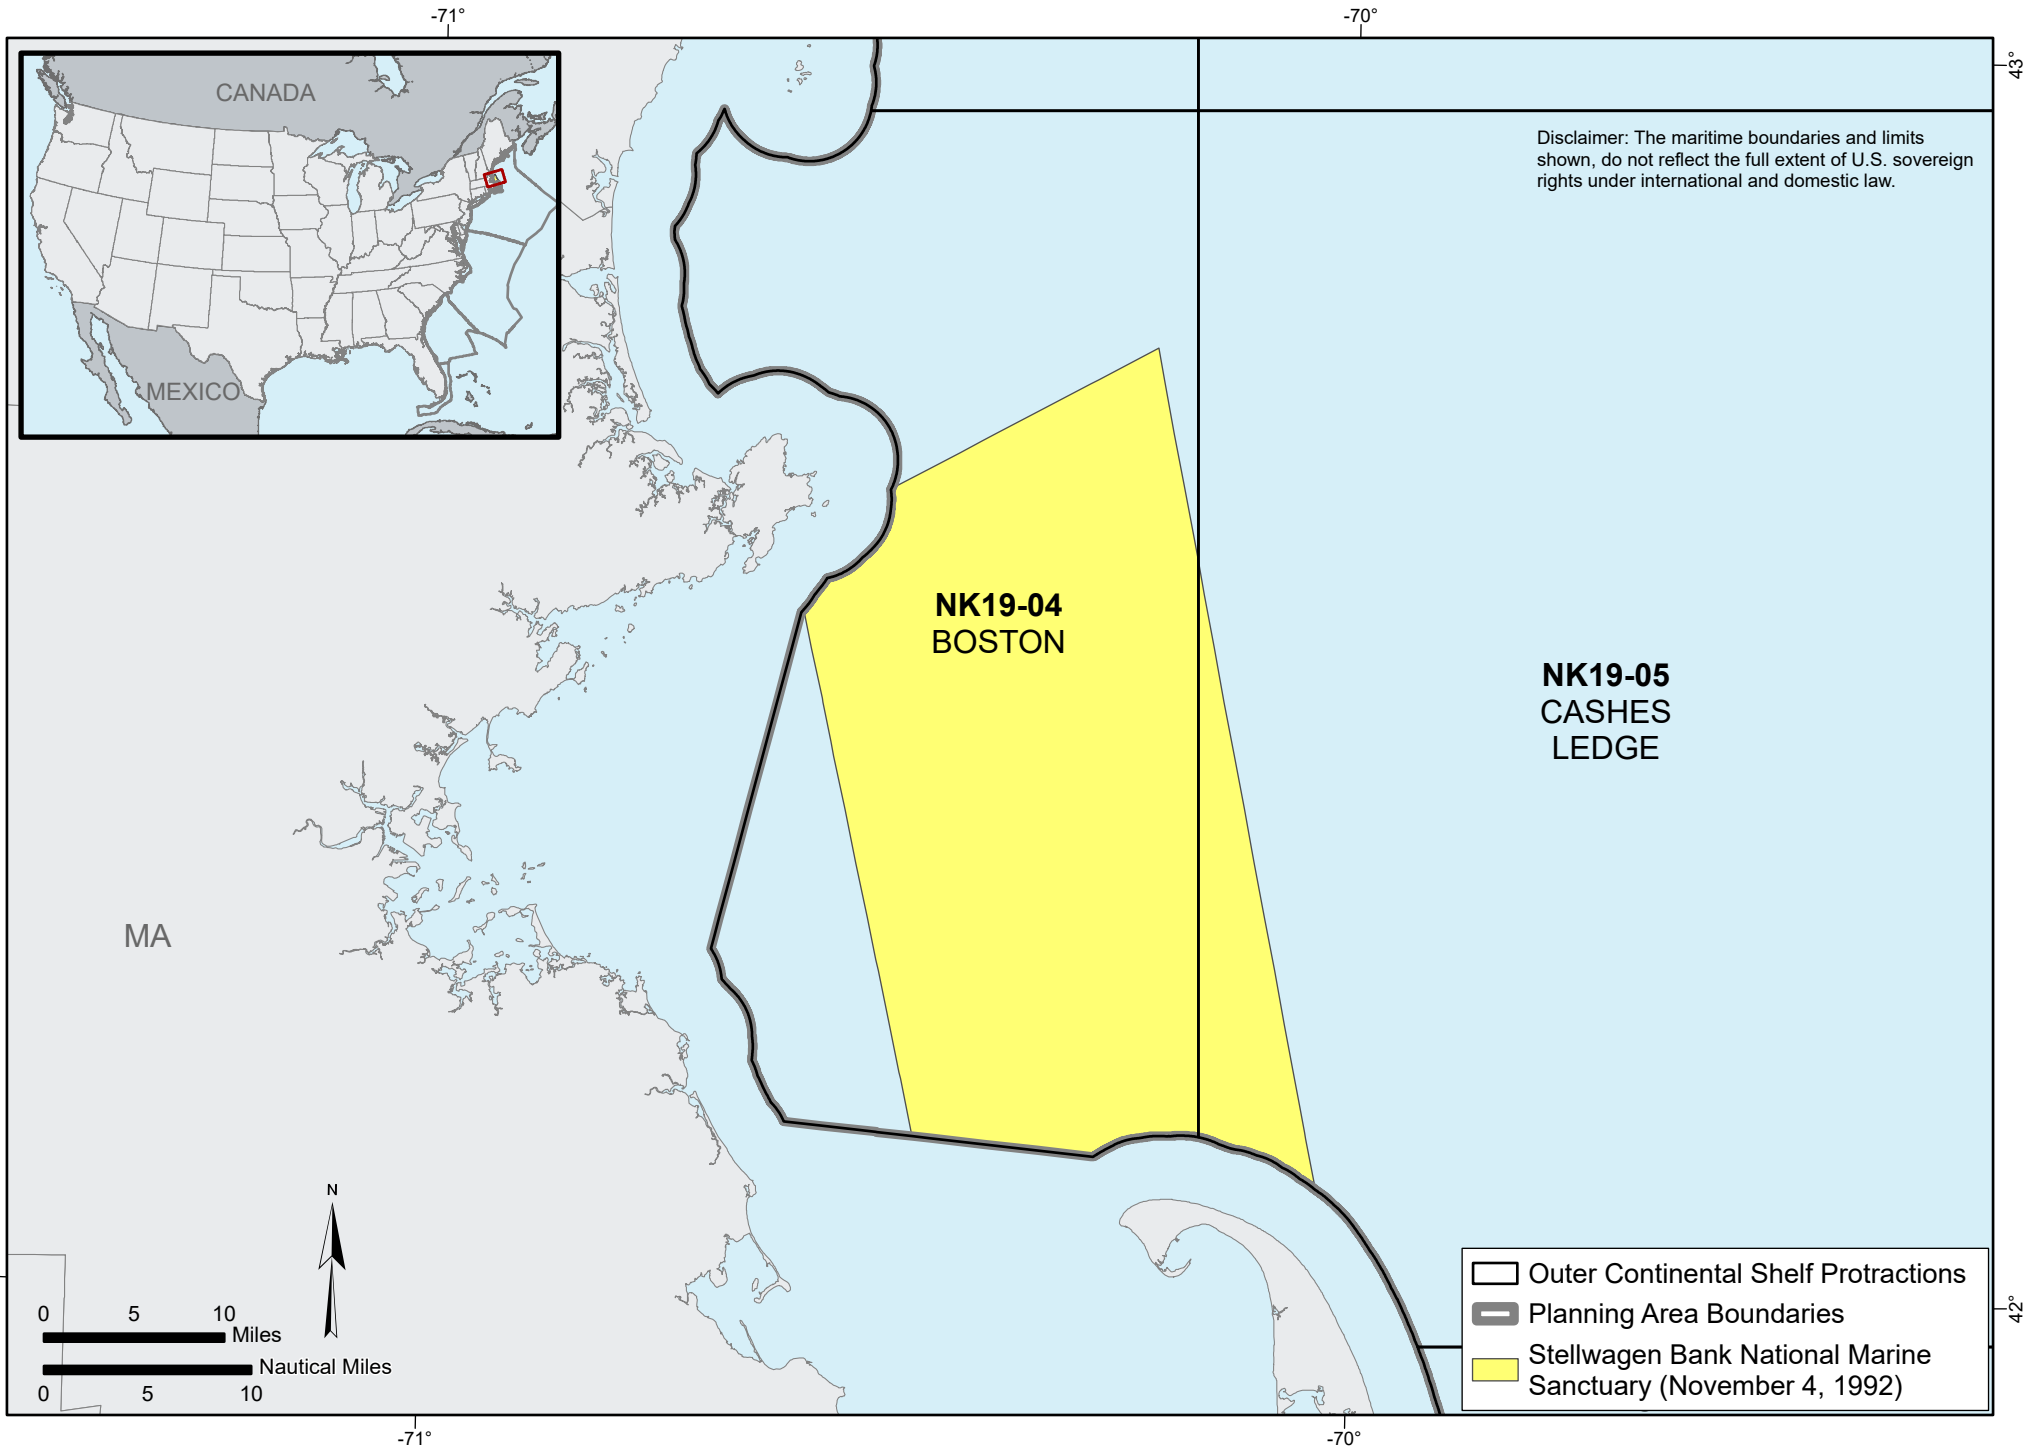 -71°
-70°
43°
CANADA
MEXICO
Disclaimer: The maritime boundaries and limits
shown, do not reflect the full extent of U.S. sovereign
rights under international and domestic law.
NK19-04
BOSTON
NK19-05
CASHES
LEDGE
MA
N
0 5 10
Miles
Nautical Miles
0 5 10
Outer Continental Shelf Protractions
Planning Area Boundaries
Stellwagen Bank National Marine
Sanctuary (November 4, 1992)
42°
-71°
-70°